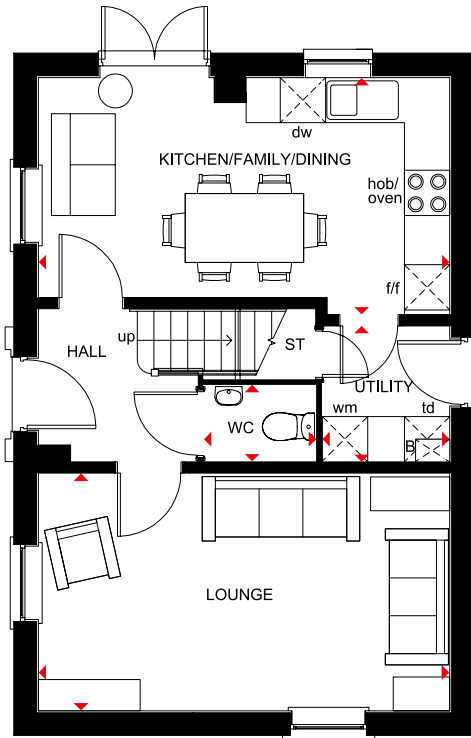 dw
KITCHEN/FAMILY/DINING
hob/
oven
f/f
HALL
up
ST
UTILITY
WC
wm
td
B
LOUNGE